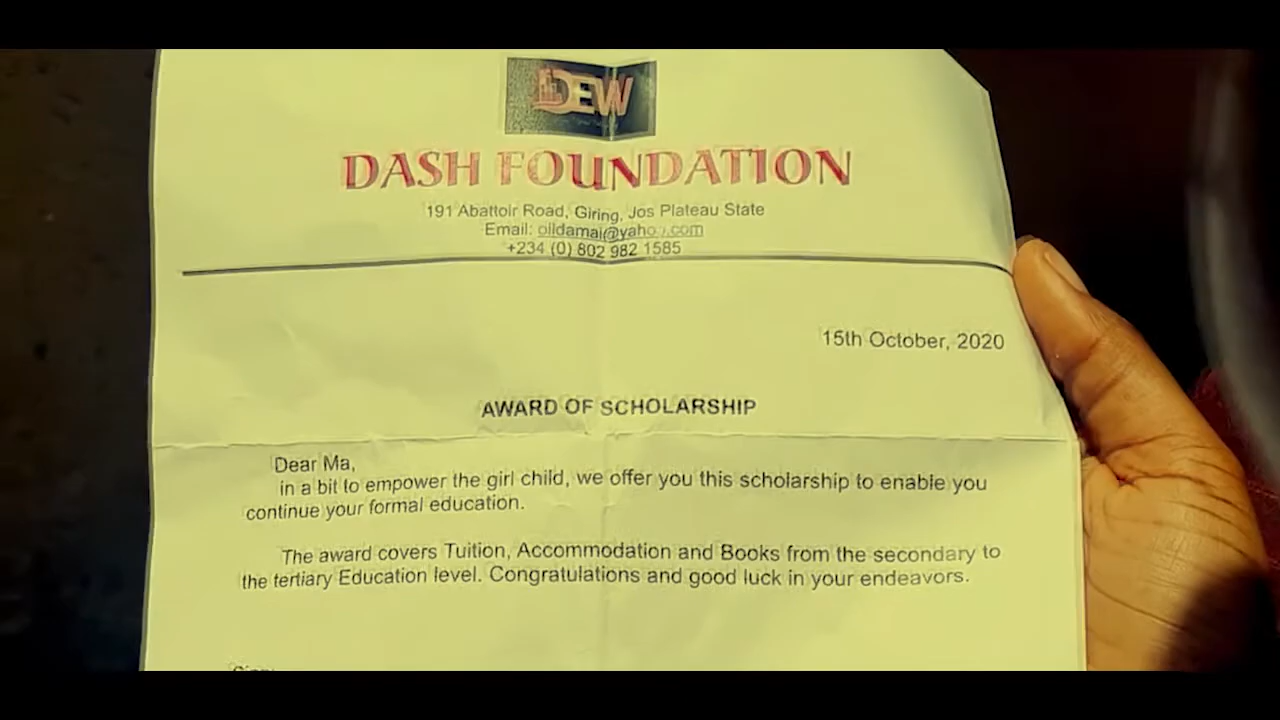 DEW
DASH FOUNDATION
191 Abattoir Road, Giring, Jos Plateau State
Email:
+234 (0) 802 982 1585
15th October, 2020
AWARD OF SCHOLARSHIP
Dear Ma,
in a bit to empower the girl child, we offer you this scholarship to enable you
continue your formal education.
The award covers Tuition, Accommodation and Books from the secondary to
the tertiary Education level. Congratulations and good luck in your endeavors.